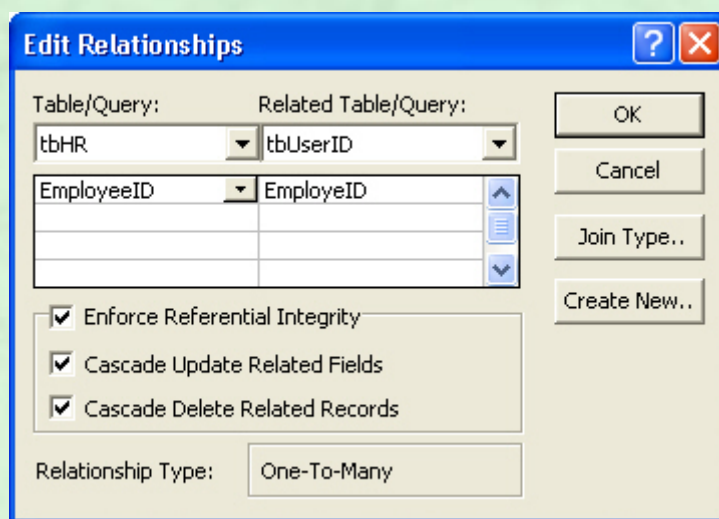 Edit Relationships
Table/Query: Related Table/Query:
tbHR tbUserID
EmployeeID EmployeID
Enforce Referential Integrity
Cascade Update Related Fields
Cascade Delete Related Records
Relationship Type: One-To-Many
OK
Cancel
Join Type..
Create New..